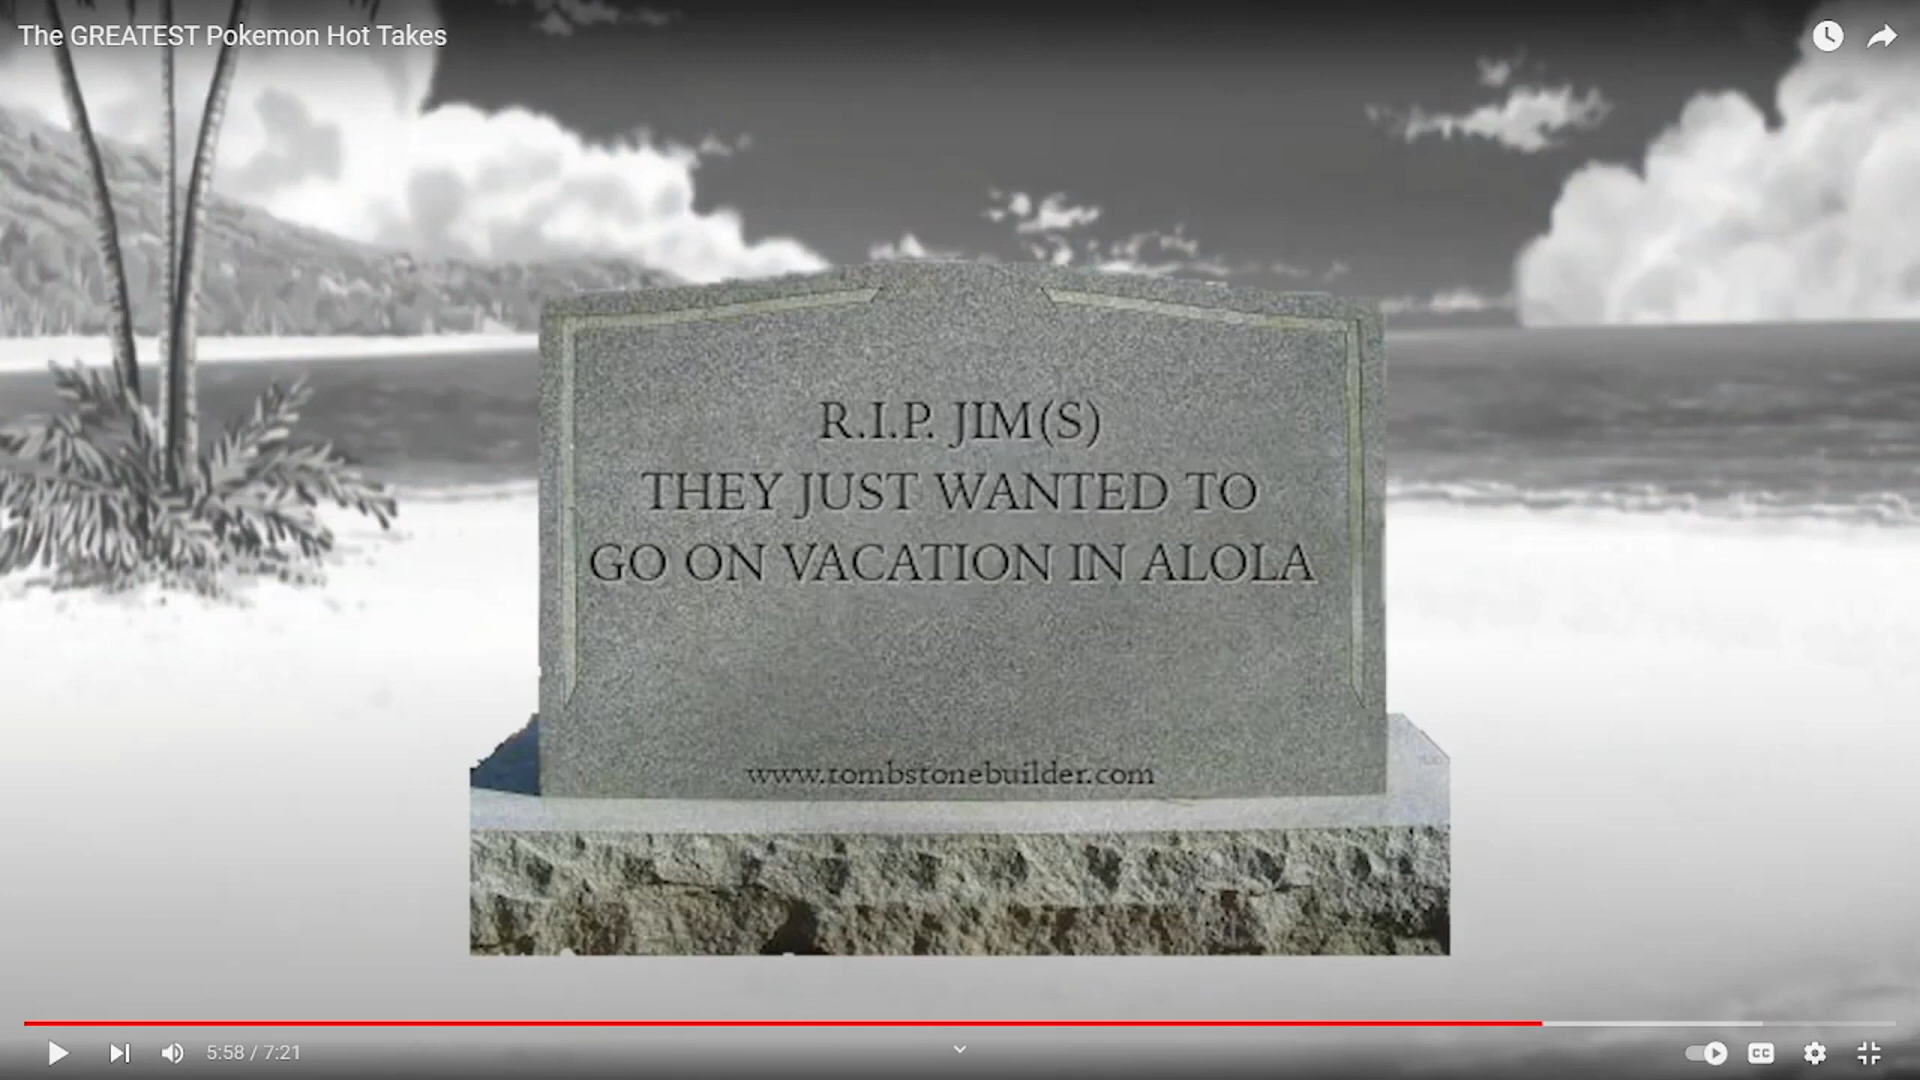 The GREATEST Pokemon Hot Takes
R.I.P. JIM(S)
THEY JUST WANTED TO
GO ON VACATION IN ALOLA
www.tombstonebuilder.com
5:58 / 7:21
CC